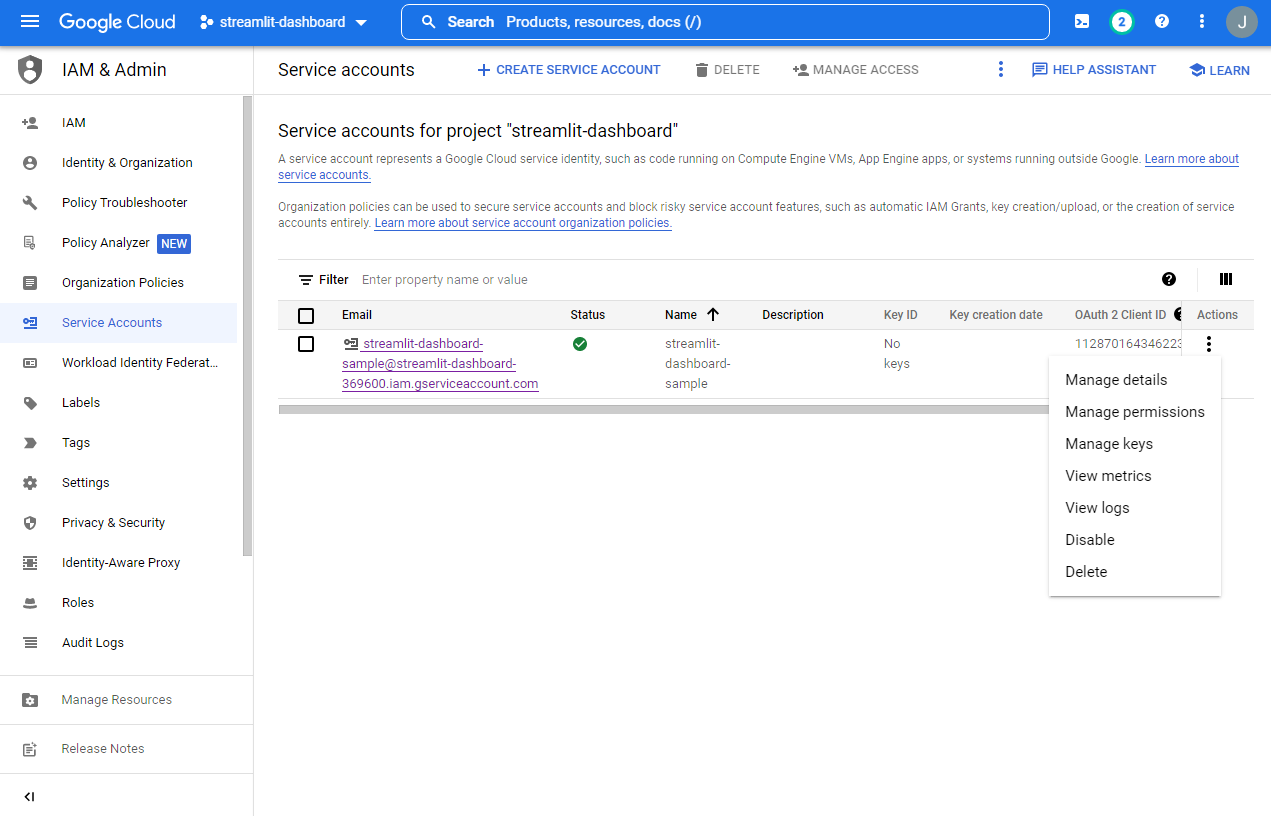 Google Cloud
streamlit-dashboard
Search Products, resources, docs (/)
2
J
IAM & Admin
IAM
Identity & Organization
Policy Troubleshooter
Policy Analyzer NEW
Organization Policies
Service Accounts
Workload Identity Federat...
Labels
Tags
Settings
Privacy & Security
Identity-Aware Proxy
Roles
Audit Logs
Manage Resources
Release Notes
Service accounts
CREATE SERVICE ACCOUNT
DELETE
MANAGE ACCESS
HELP ASSISTANT
LEARN
Service accounts for project "streamlit-dashboard"
A service account represents a Google Cloud service identity, such as code running on Compute Engine VMs, App Engine apps, or systems running outside Google. Learn more about
service accounts.
Organization policies can be used to secure service accounts and block risky service account features, such as automatic IAM Grants, key creation/upload, or the creation of service
accounts entirely. Learn more about service account organization policies.
Filter Enter property name or value
Email Status Name Description Key ID Key creation date OAuth 2 Client ID Actions
streamlit-dashboard- streamlit- No 112870164346223
sample@streamlit-dashboard- dashboard- keys
369600.iam.gserviceaccount.com sample
Manage details
Manage permissions
Manage keys
View metrics
View logs
Disable
Delete